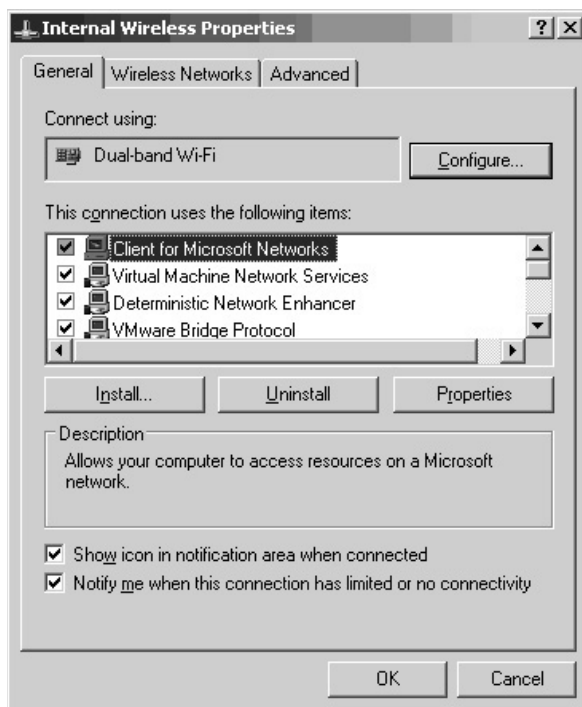 Internal Wireless Properties
General
Wireless Networks
Advanced
Connect using:
Dual-band Wi-Fi
Configure...
This connection uses the following items:
Client for Microsoft Networks
Virtual Machine Network Services
Deterministic Network Enhancer
VMware Bridge Protocol
Install...
Uninstall
Properties
Description
Allows your computer to access resources on a Microsoft
network.
Show icon in notification area when connected
Notify me when this connection has limited or no connectivity
OK
Cancel